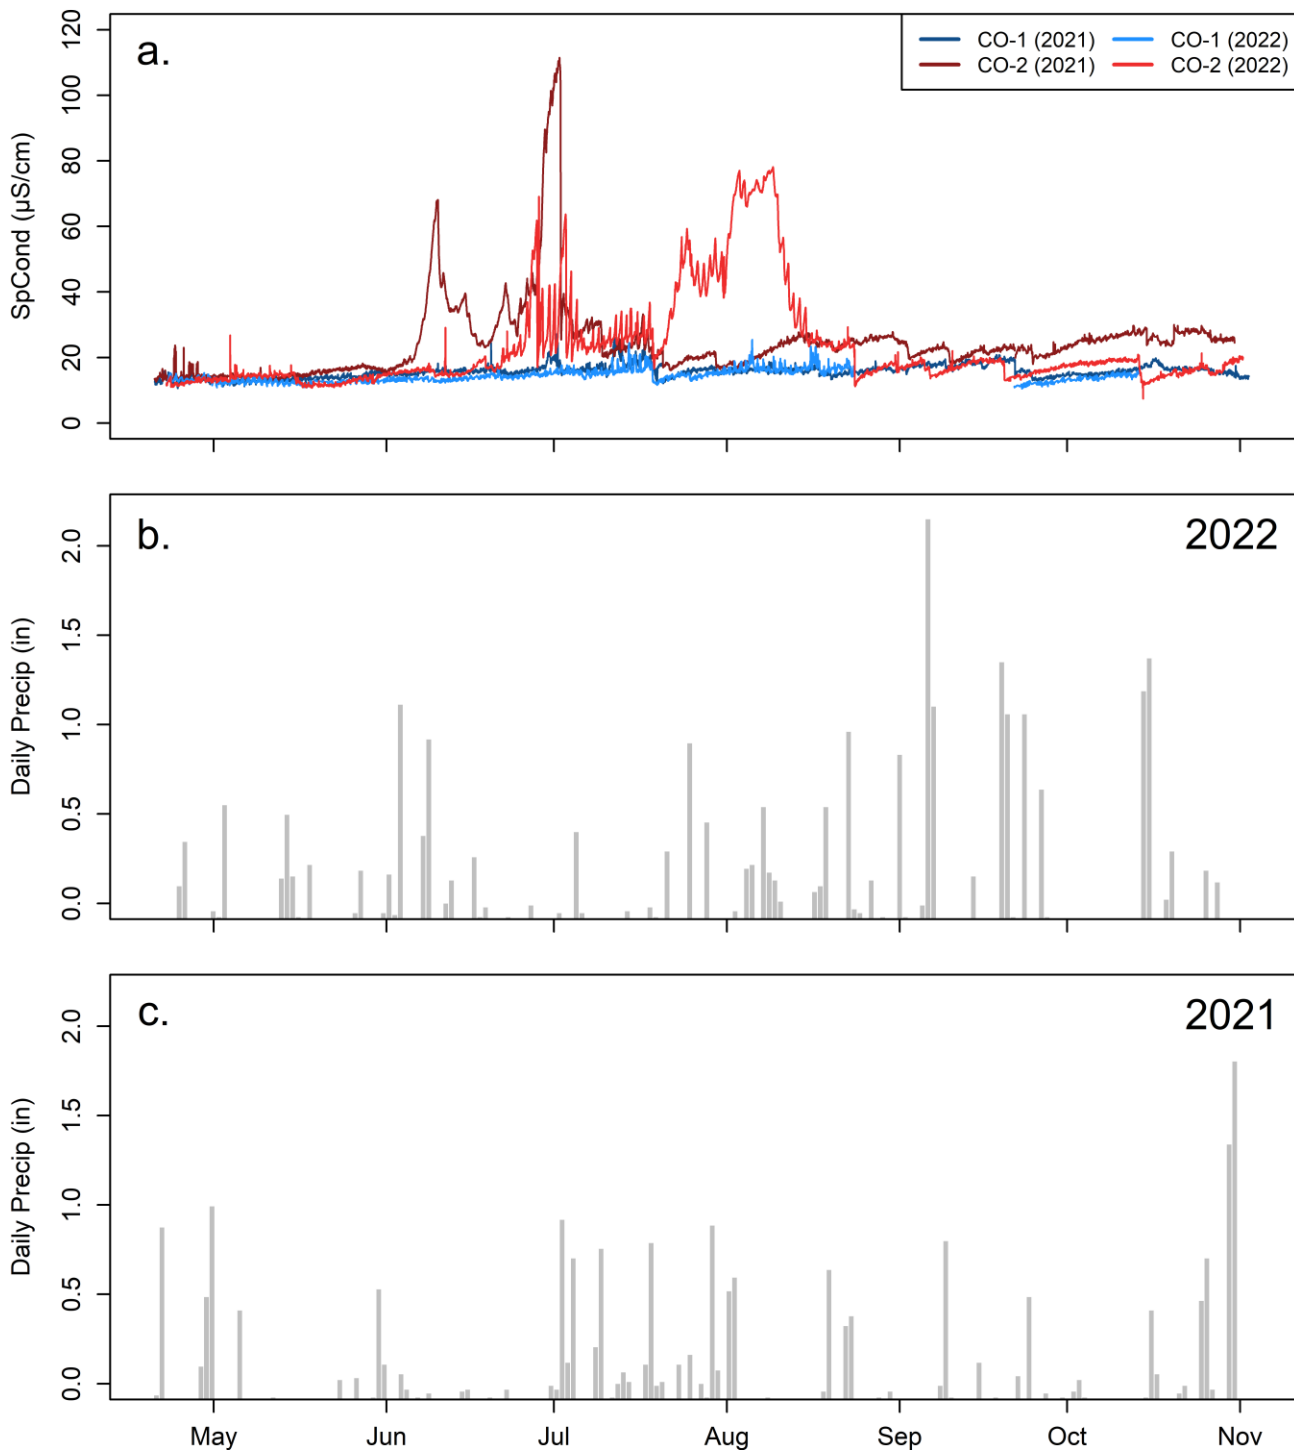 a.
CO-1 (2021) CO-1 (2022)
CO-2 (2021) CO-2 (2022)
SpCond (µS/cm)
120
100
80
60
40
20
0
b.
2022
Daily Precip (in)
2.0
1.5
1.0
0.5
0.0
c.
2021
Daily Precip (in)
2.0
1.5
1.0
0.5
0.0
May Jun Jul Aug Sep Oct Nov